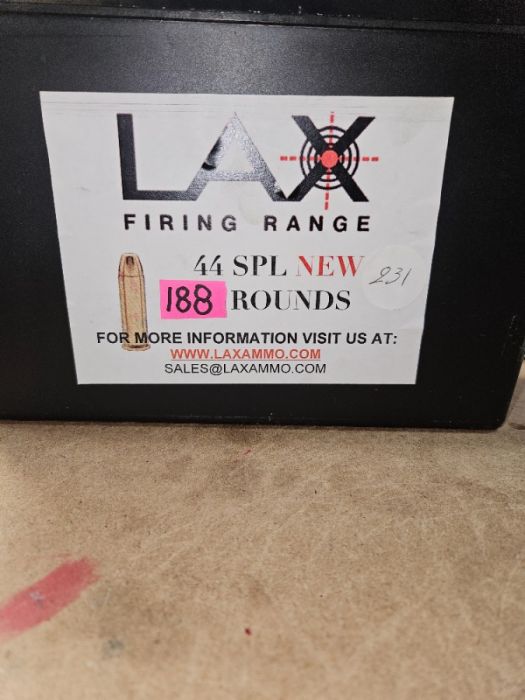 LAX
FIRING RANGE
44 SPL NEW
231
188 ROUNDS
FOR MORE INFORMATION VISIT US AT:
WWW.LAXAMMO.COM
SALES@LAXAMMO.COM